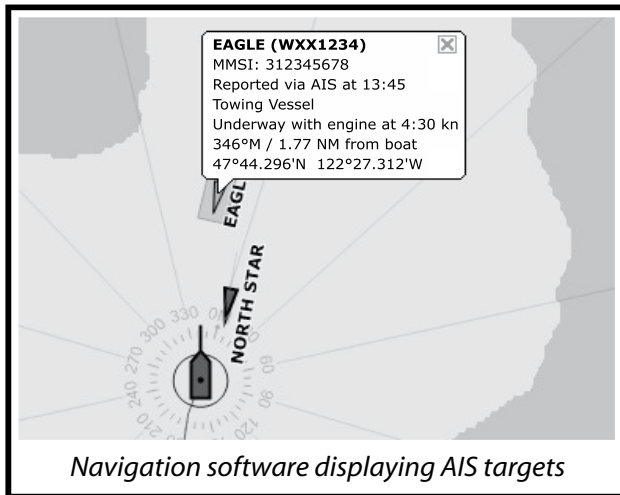 EAGLE (WXX1234)
MMSI: 312345678
Reported via AIS at 13:45
Towing Vessel
Underway with engine at 4:30 kn
346°M / 1.77 NM from boat
47°44.296'N 122°27.312'W
EAGLE
NORTH STAR
300
330
270
240
210
60
90
120
150
Navigation software displaying AIS targets